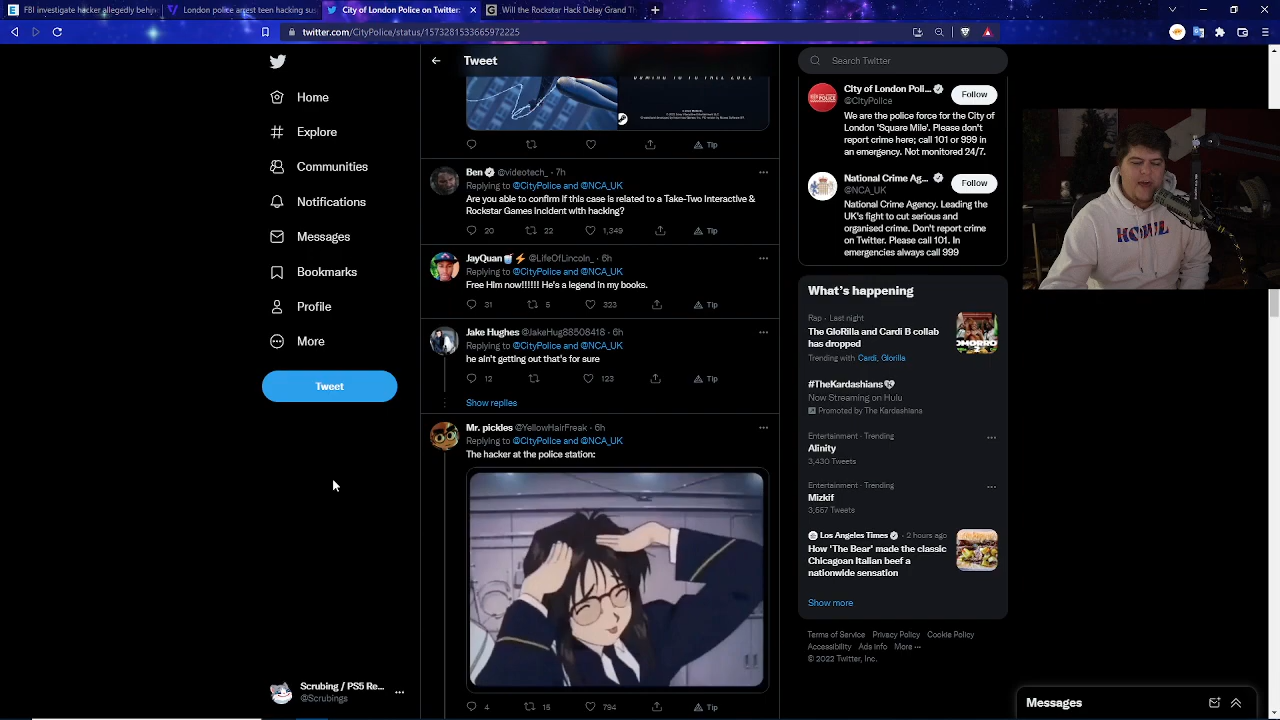 FBI investigate hacker allegedly behin
London police arrest teen hacking sus
City of London Police on Twitter:
Will the Rockstar Hack Delay Grand T
twitter.com/CityPolice/status/1573281533665972225
Home
Explore
Communities
Notifications
Messages
Bookmarks
Profile
More
Tweet
Scrubing / PS5 Re...
@Scrubings
Tweet
COMING TO PC FALL 2022
Tip
Ben @videotech_ · 7h
Replying to @CityPolice and @NCA_UK
Are you able to confirm if this case is related to a Take-Two Interactive &
Rockstar Games incident with hacking?
20 22 1,349 Tip
JayQuan @LifeOfLincoln_ · 6h
Replying to @CityPolice and @NCA_UK
Free Him now!!!!!! He's a legend in my books.
31 5 323 Tip
Jake Hughes @JakeHug88508418 · 6h
Replying to @CityPolice and @NCA_UK
he ain't getting out that's for sure
12 123 Tip
Show replies
Mr. pickles @YellowHairFreak · 6h
Replying to @CityPolice and @NCA_UK
The hacker at the police station:
4 15 794 Tip
Search Twitter
City of London Poli...
@CityPolice
Follow
We are the police force for the City of
London 'Square Mile'. Please don't
report crime here; call 101 or 999 in
an emergency. Not monitored 24/7.
National Crime Ag...
@NCA_UK
Follow
National Crime Agency. Leading the
UK's fight to cut serious and
organised crime. Don't report crime
on Twitter. Please call 101. In
emergencies always call 999
What's happening
Rap · Last night
The GloRilla and Cardi B collab
has dropped
Trending with Cardi, Glorilla
#TheKardashians
Now Streaming on Hulu
Promoted by The Kardashians
Entertainment · Trending
Alinity
3,430 Tweets
Entertainment · Trending
Mizkif
3,557 Tweets
Los Angeles Times · 2 hours ago
How 'The Bear' made the classic
Chicagoan Italian beef a
nationwide sensation
Show more
Terms of Service Privacy Policy Cookie Policy
Accessibility Ads info More ···
© 2022 Twitter, Inc.
Messages